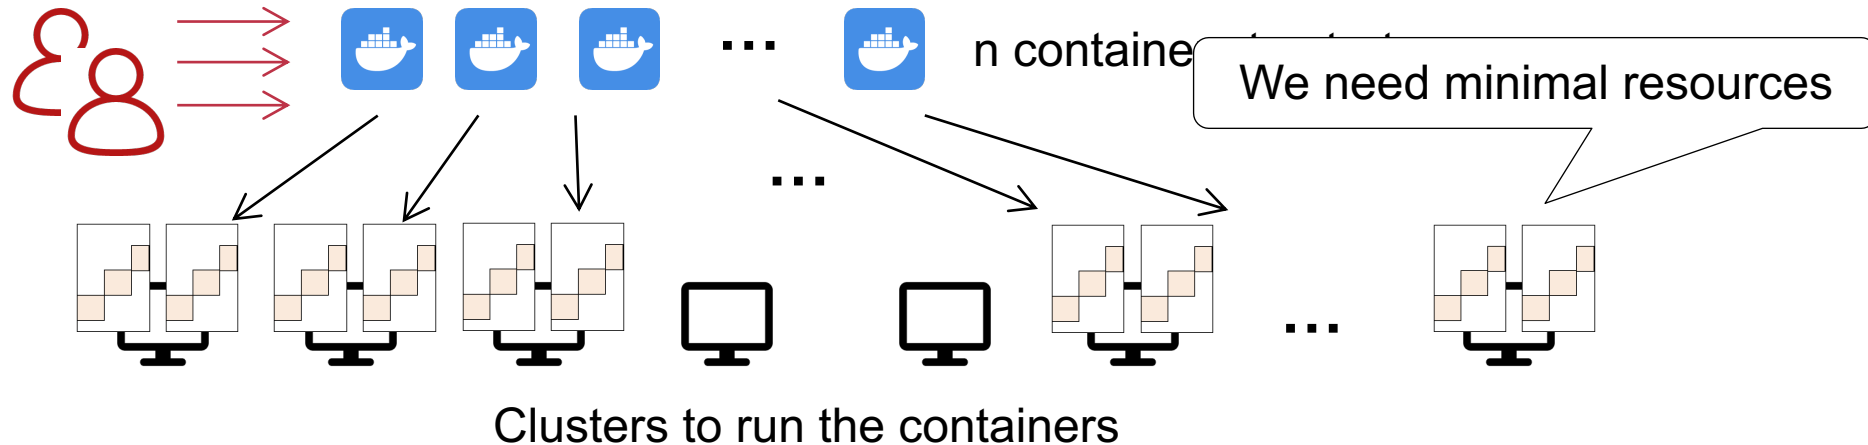 n containe
We need minimal resources
Clusters to run the containers